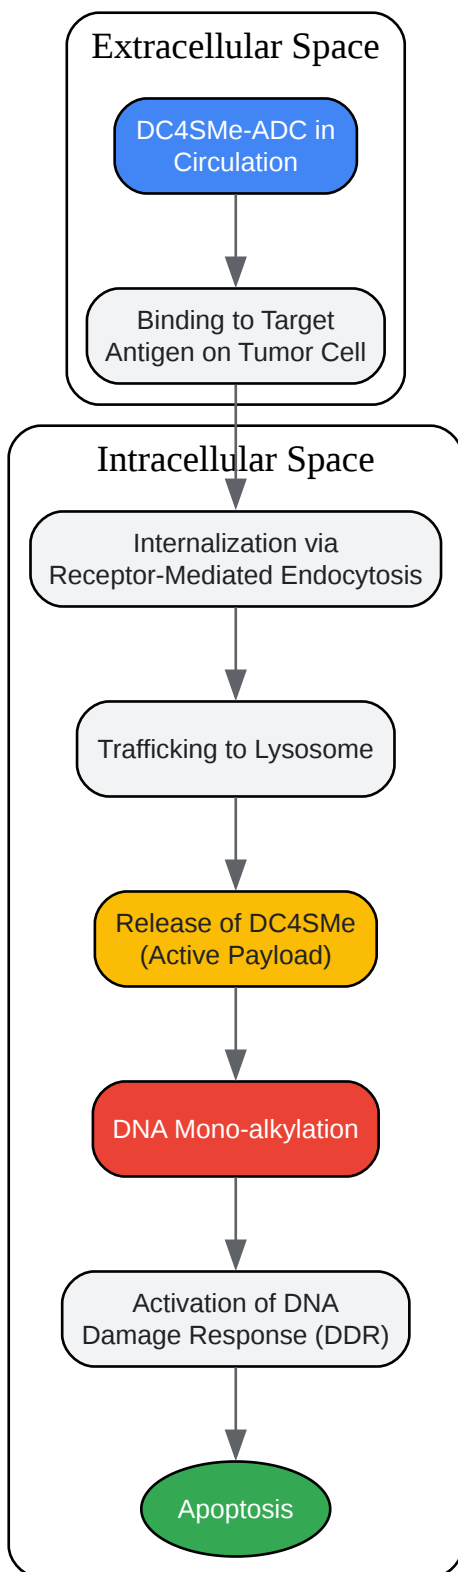 Extracellular Space
DC4SMe-ADC in
Circulation
Binding to Target
Antigen on Tumor Cell
Intracellular Space
Internalization via
Receptor-Mediated Endocytosis
Trafficking to Lysosome
Release of DC4SMe
(Active Payload)
DNA Mono-alkylation
Activation of DNA
Damage Response (DDR)
Apoptosis